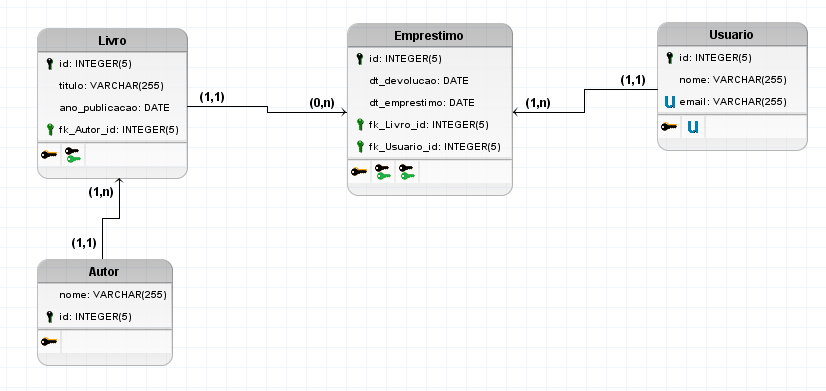 Livro
id: INTEGER(5)
titulo: VARCHAR(255)
ano_publicacao: DATE
fk_Autor_id: INTEGER(5)
(1,1)
(0,n)
Emprestimo
id: INTEGER(5)
dt_devolucao: DATE
dt_emprestimo: DATE
fk_Livro_id: INTEGER(5)
fk_Usuario_id: INTEGER(5)
(1,n)
(1,1)
Usuario
id: INTEGER(5)
nome: VARCHAR(255)
U email: VARCHAR(255)
U
(1,n)
(1,1)
Autor
nome: VARCHAR(255)
id: INTEGER(5)